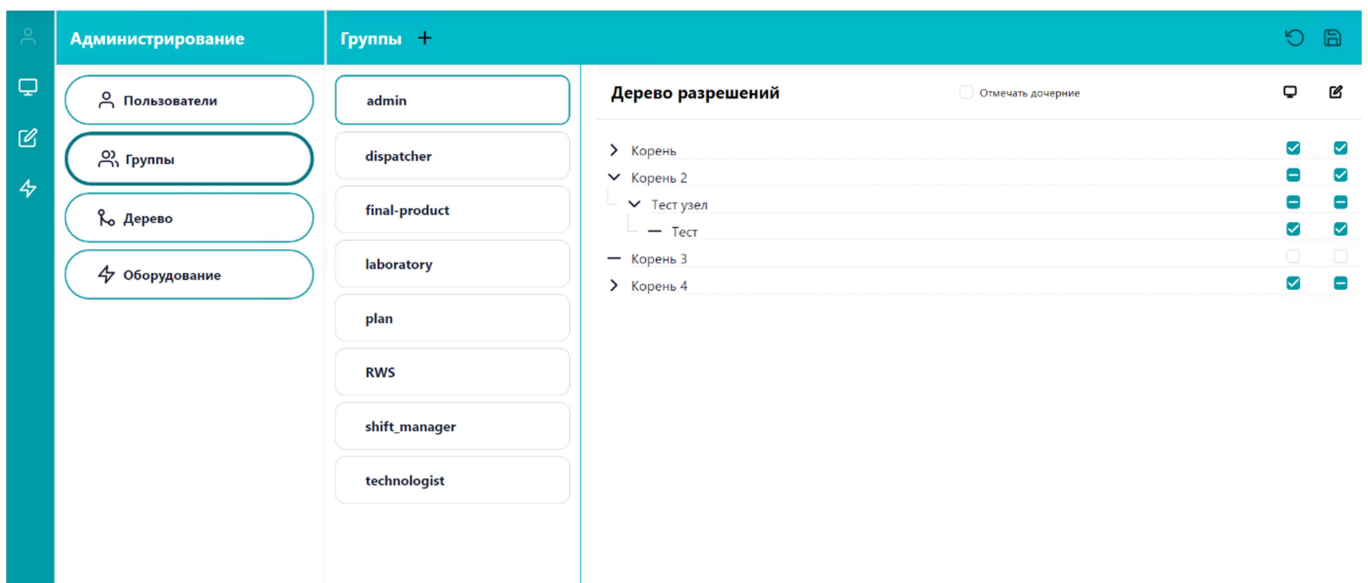 Администрирование
Группы +
Пользователи
Группы
Дерево
Оборудование
admin
dispatcher
final-product
laboratory
plan
RWS
shift_manager
technologist
Дерево разрешений
Отмечать дочерние
Корень
Корень 2
Тест узел
Тест
Корень 3
Корень 4